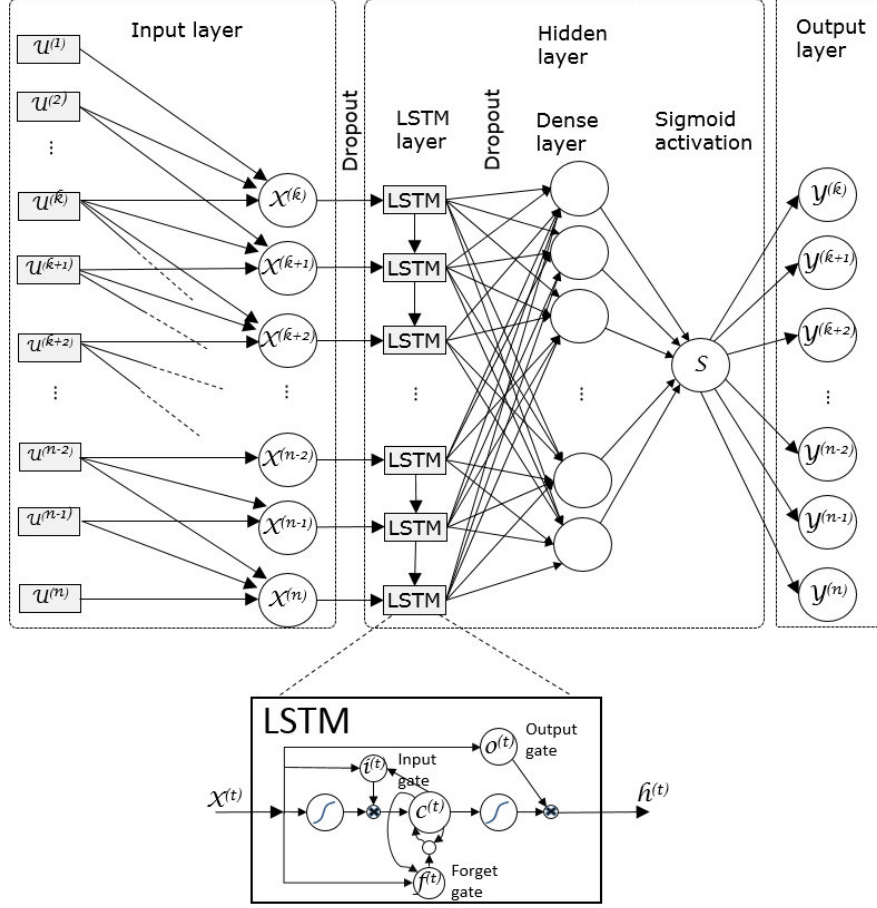 Input layer
Hidden
layer
Output
layer
Dropout
LSTM
layer
Dropout
Dense
layer
Sigmoid
activation
U(1)
U(2)
⋮
U(k)
U(k+1)
U(k+2)
⋮
U(n-2)
U(n-1)
U(n)
X(k)
X(k+1)
X(k+2)
⋮
X(n-2)
X(n-1)
X(n)
LSTM
LSTM
LSTM
⋮
LSTM
LSTM
LSTM
⋮
S
Y(k)
Y(k+1)
Y(k+2)
⋮
Y(n-2)
Y(n-1)
Y(n)
LSTM
X(t)
i(t)
Input
gate
o(t)
Output
gate
c(t)
f(t)
Forget
gate
h(t)